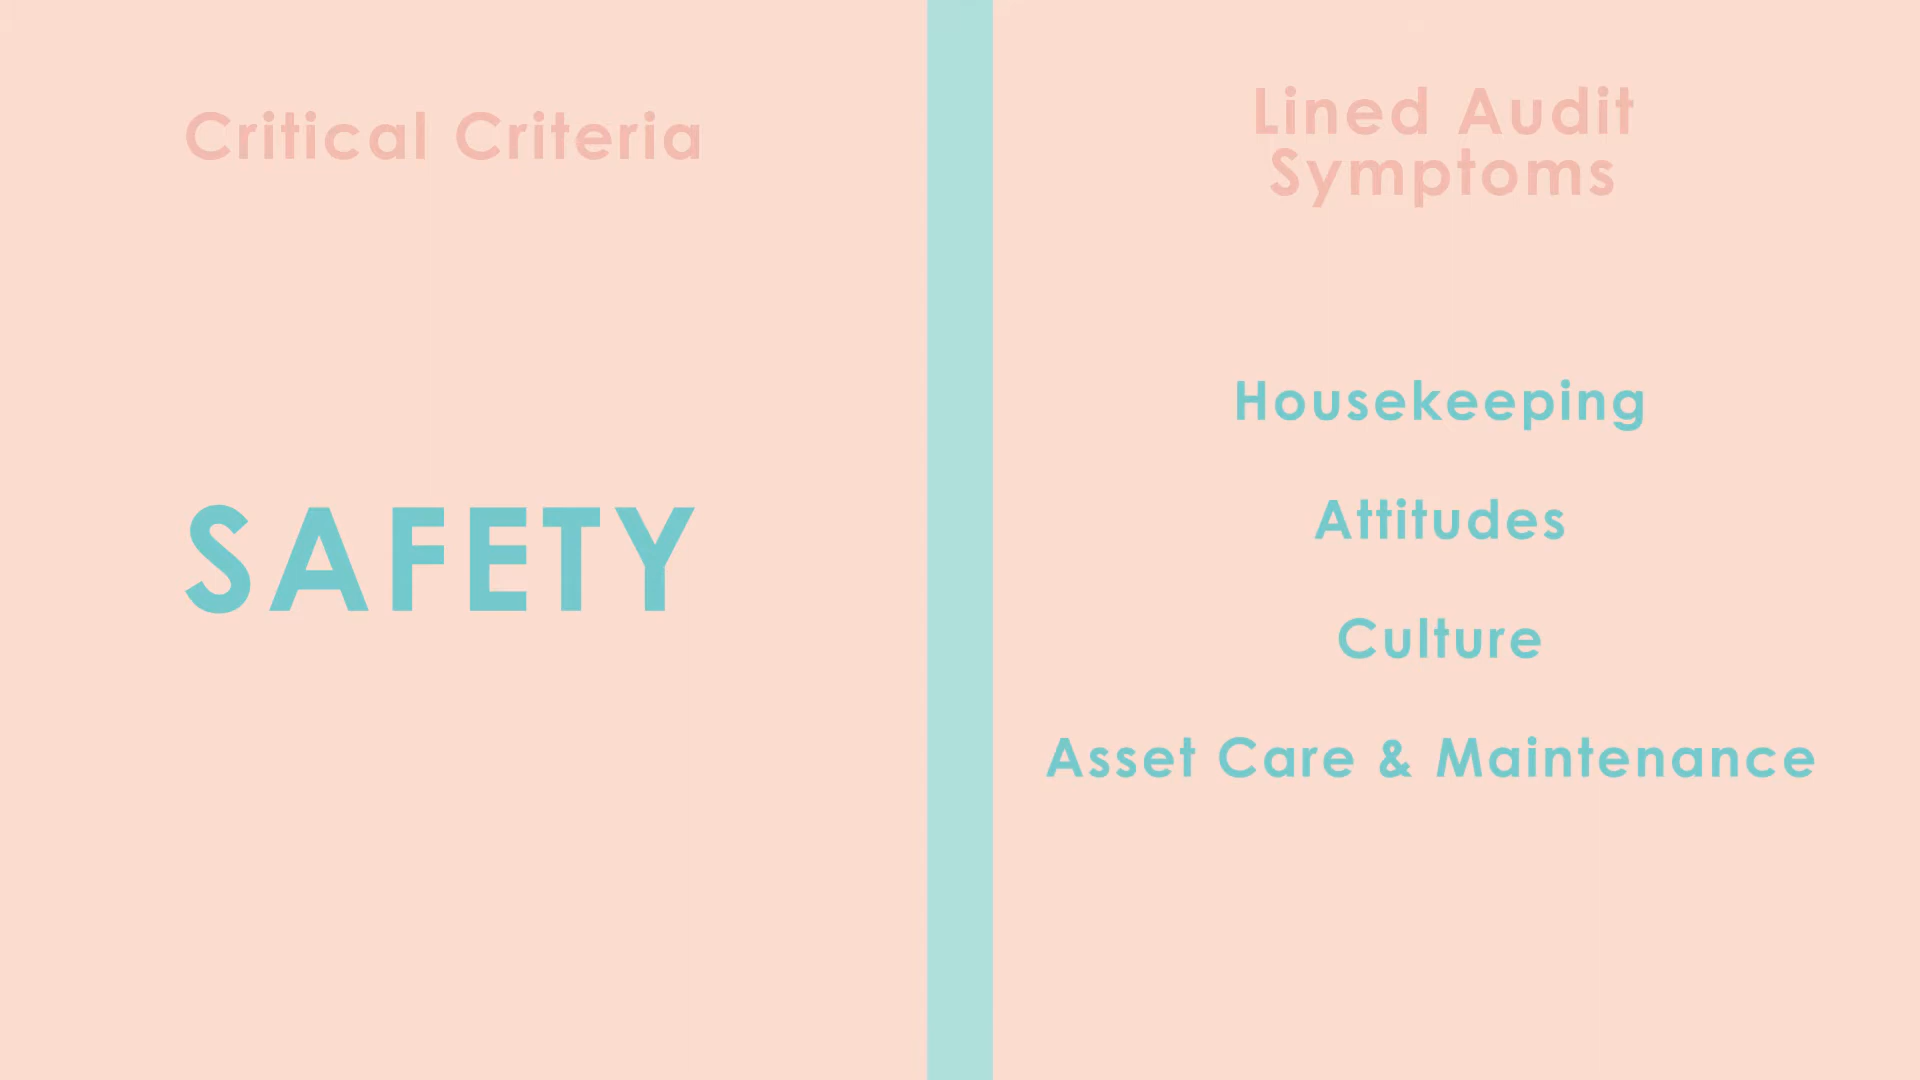 Critical Criteria
SAFETY
Lined Audit
Symptoms
Housekeeping
Attitudes
Culture
Asset Care & Maintenance